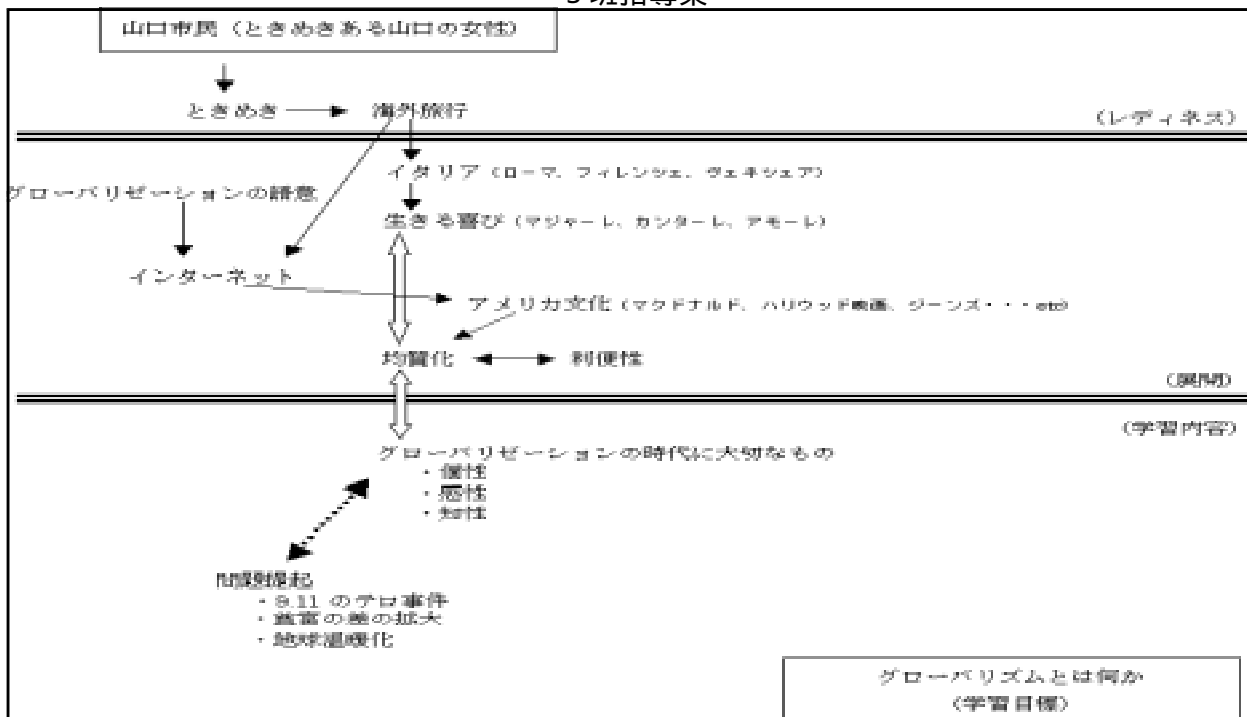 班指導案
山口市民（ときめきある山口の女性）
ときめき
海外旅行
（レディネス）
イタリア（ローマ、フィレンツェ、ヴェネツェア）
グローバリゼーションの諸意
生きる喜び（マジャーレ、カンターレ、アモーレ）
インターネット
アメリカ文化（マクドナルド、ハリウッド映画、ジーンズ・・・etc）
均質化
利便性
（展開）
（学習内容）
グローバリゼーションの時代に大切なもの
・個性
・感性
・知性
問題提起
・9.11 のテロ事件
・貧富の差の拡大
・地球温暖化
グローバリズムとは何か
（学習目標）